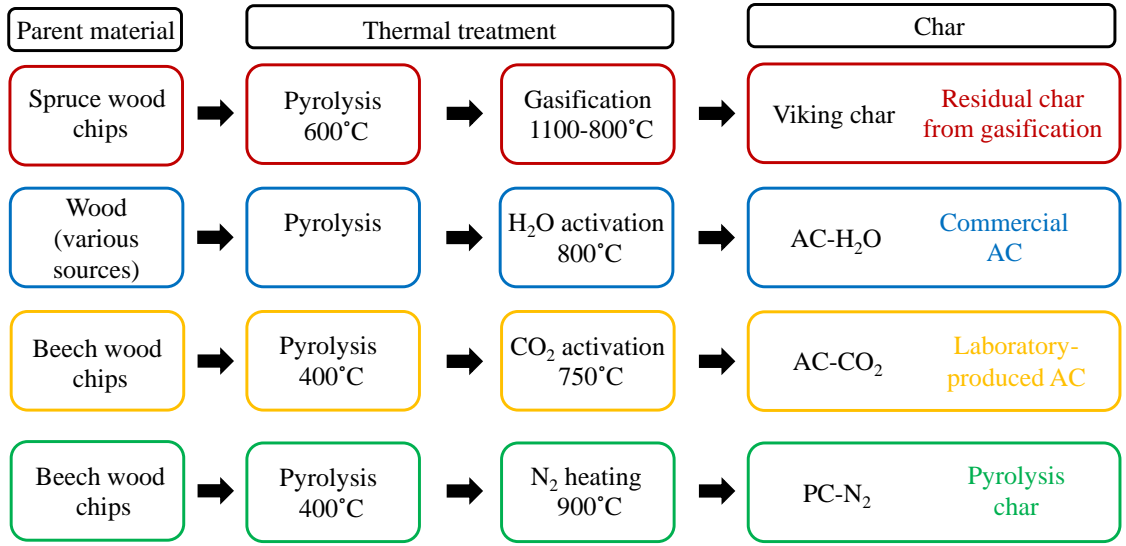 Parent material
Thermal treatment
Char
Spruce wood
chips
Pyrolysis
600˚C
Gasification
1100-800˚C
Viking char
Residual char
from gasification
Wood
(various
sources)
Pyrolysis
H₂O activation
800˚C
AC-H₂O
Commercial
AC
Beech wood
chips
Pyrolysis
400˚C
CO₂ activation
750˚C
AC-CO₂
Laboratory-
produced AC
Beech wood
chips
Pyrolysis
400˚C
N₂ heating
900˚C
PC-N₂
Pyrolysis
char